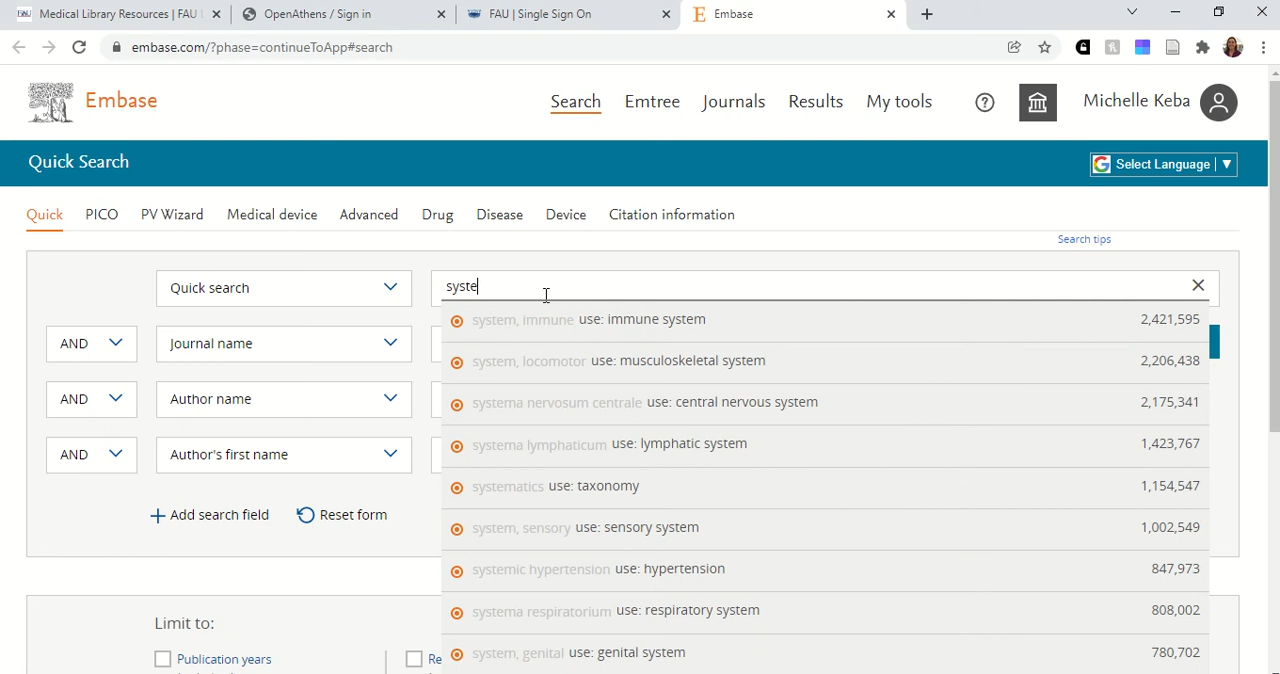 Medical Library Resources | FAU
OpenAthens / Sign in
FAU | Single Sign On
Embase
embase.com/?phase=continueToApp#search
Embase
Search
Emtree
Journals
Results
My tools
Michelle Keba
Quick Search
Select Language
Quick
PICO
PV Wizard
Medical device
Advanced
Drug
Disease
Device
Citation information
Search tips
Quick search
syste
system, immune use: immune system 2,421,595
AND
Journal name
system, locomotor use: musculoskeletal system 2,206,438
AND
Author name
systema nervosum centrale use: central nervous system 2,175,341
systema lymphaticum use: lymphatic system 1,423,767
AND
Author's first name
systematics use: taxonomy 1,154,547
Add search field
Reset form
system, sensory use: sensory system 1,002,549
systemic hypertension use: hypertension 847,973
systema respiratorium use: respiratory system 808,002
Limit to:
system, genital use: genital system 780,702
Publication years
Re